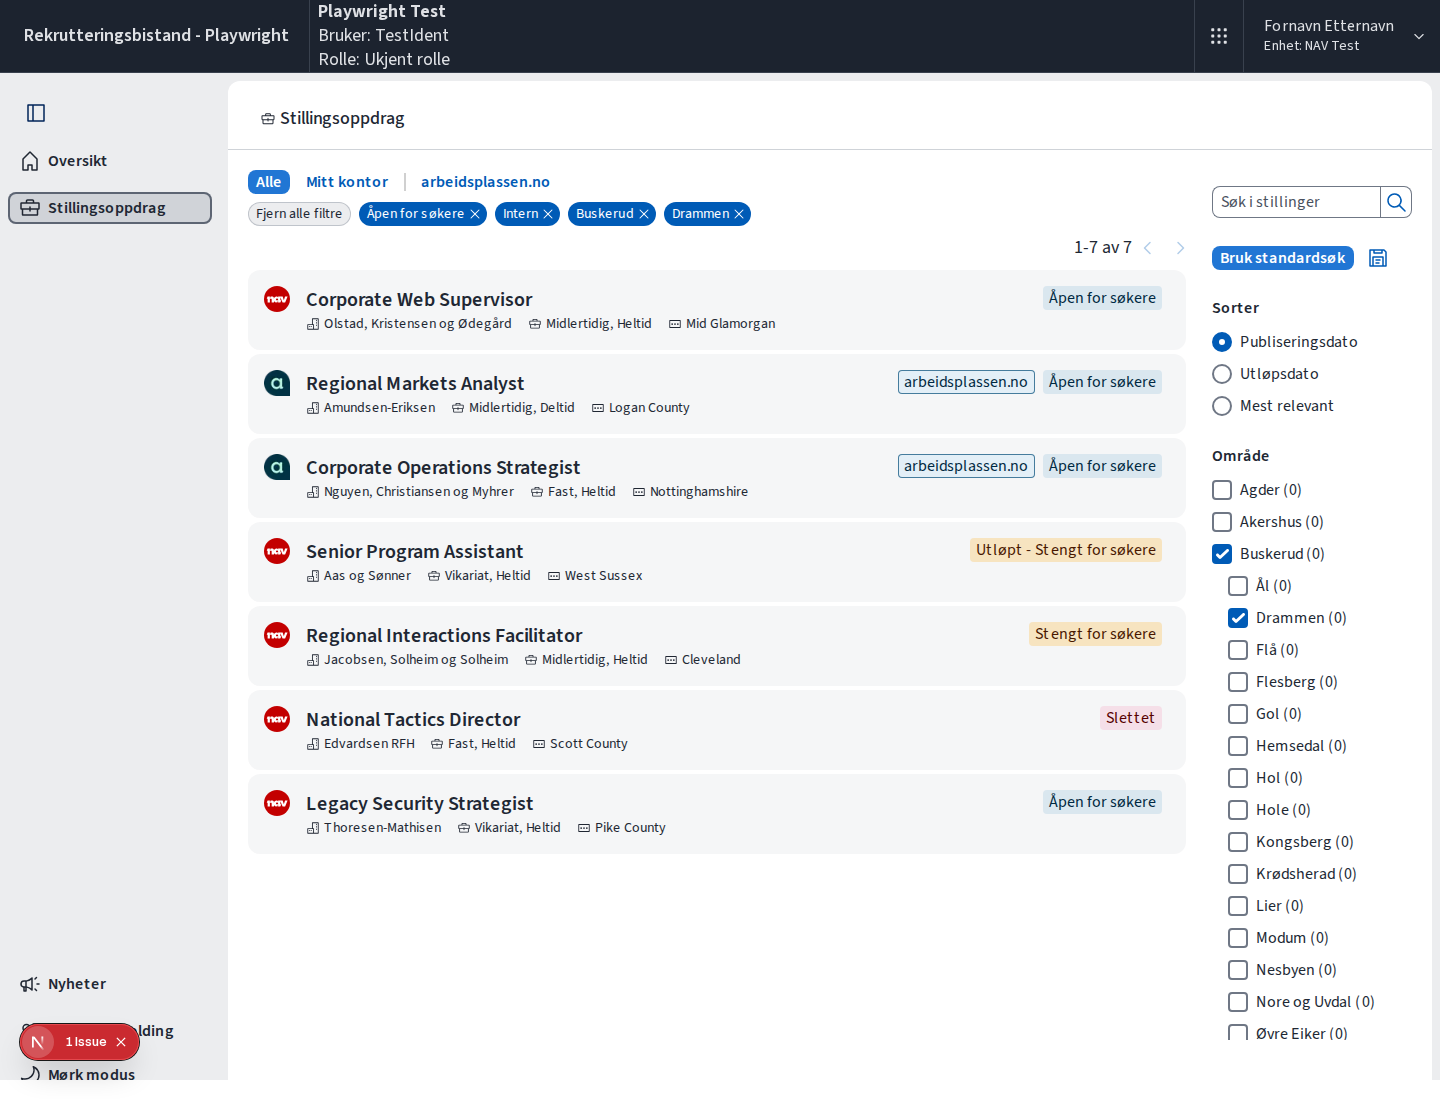 Rekrutteringsbistand - Playwright
Playwright Test
Bruker: TestIdent
Rolle: Ukjent rolle
Fornavn Etternavn
Enhet: NAV Test
Oversikt
Stillingsoppdrag
Nyheter
lding
1 Issue
Mørk modus
Stillingsoppdrag
Alle
Mitt kontor
arbeidsplassen.no
Fjern alle filtre
Åpen for søkere
Intern
Buskerud
Drammen
1-7 av 7
nav
Corporate Web Supervisor
Åpen for søkere
Olstad, Kristensen og Ødegård
Midlertidig, Heltid
Mid Glamorgan
a
Regional Markets Analyst
arbeidsplassen.no
Åpen for søkere
Amundsen-Eriksen
Midlertidig, Deltid
Logan County
a
Corporate Operations Strategist
arbeidsplassen.no
Åpen for søkere
Nguyen, Christiansen og Myhrer
Fast, Heltid
Nottinghamshire
nav
Senior Program Assistant
Utløpt - Stengt for søkere
Aas og Sønner
Vikariat, Heltid
West Sussex
nav
Regional Interactions Facilitator
Stengt for søkere
Jacobsen, Solheim og Solheim
Midlertidig, Heltid
Cleveland
nav
National Tactics Director
Slettet
Edvardsen RFH
Fast, Heltid
Scott County
nav
Legacy Security Strategist
Åpen for søkere
Thoresen-Mathisen
Vikariat, Heltid
Pike County
Søk i stillinger
Bruk standardsøk
Sorter
Publiseringsdato
Utløpsdato
Mest relevant
Område
Agder (0)
Akershus (0)
Buskerud (0)
Ål (0)
Drammen (0)
Flå (0)
Flesberg (0)
Gol (0)
Hemsedal (0)
Hol (0)
Hole (0)
Kongsberg (0)
Krødsherad (0)
Lier (0)
Modum (0)
Nesbyen (0)
Nore og Uvdal (0)
Øvre Eiker (0)